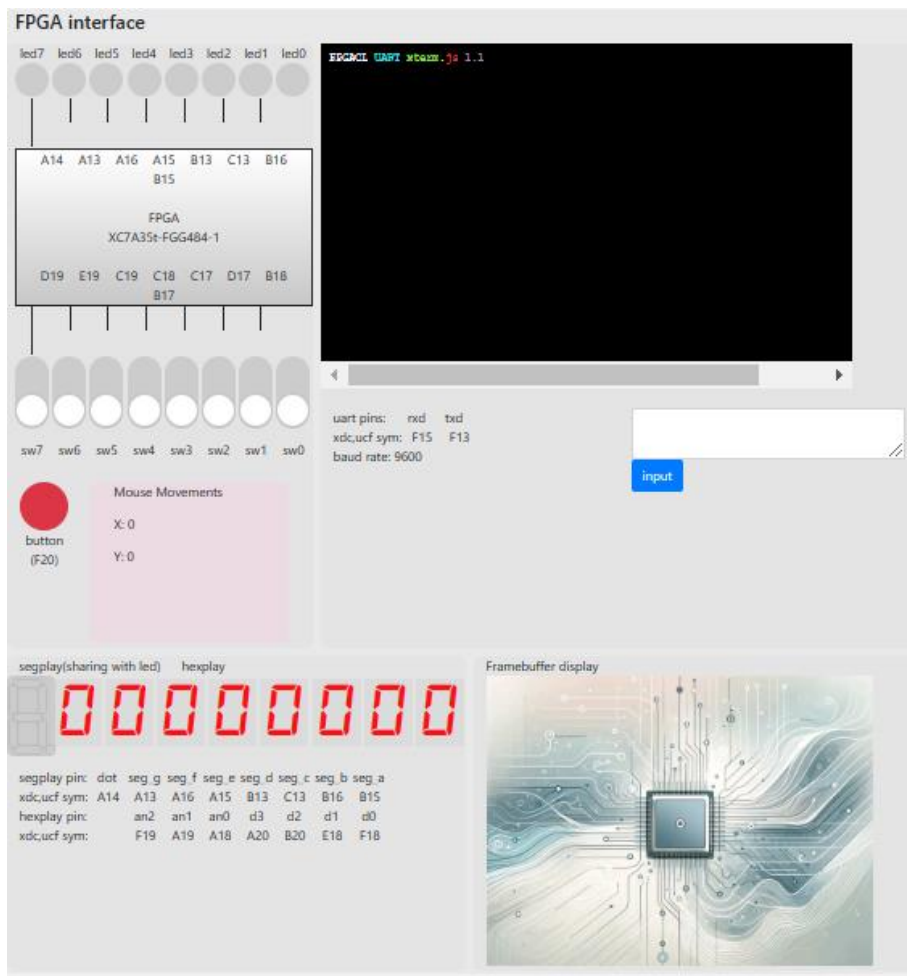 FPGA interface
led7 led6 led5 led4 led3 led2 led1 led0
A14 A13 A16 A15 B13 C13 B16
B15
FPGA
XC7A35t-FGG484-1
D19 E19 C19 C18 C17 D17 B18
B17
sw7 sw6 sw5 sw4 sw3 sw2 sw1 sw0
button
(F20)
Mouse Movements
X: 0
Y: 0
FPGAOL UART xterm.js 1.1
uart pins: rxd txd
xdc,ucf sym: F15 F13
baud rate: 9600
input
segplay(sharing with led) hexplay
00000000
segplay pin: dot seg_g seg_f seg_e seg_d seg_c seg_b seg_a
xdc,ucf sym: A14 A13 A16 A15 B13 C13 B16 B15
hexplay pin: an2 an1 an0 d3 d2 d1 d0
xdc,ucf sym: F19 A19 A18 A20 B20 E18 F18
Framebuffer display